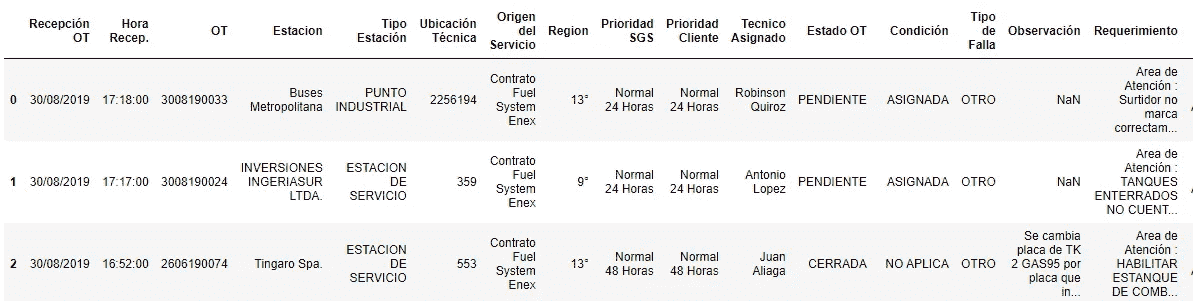 Recepción OT Hora Recep. OT Estacion Tipo Estación Ubicación Técnica Origen del Servicio Region Prioridad SGS Prioridad Cliente Tecnico Asignado Estado OT Condición Tipo de Falla Observación Requerimiento
0 30/08/2019 17:18:00 3008190033 Buses Metropolitana PUNTO INDUSTRIAL 2256194 Contrato Fuel System Enex 13° Normal 24 Horas Normal 24 Horas Robinson Quiroz PENDIENTE ASIGNADA OTRO NaN Area de Atención : Surtidor no marca correctam...
1 30/08/2019 17:17:00 3008190024 INVERSIONES INGERIASUR LTDA. ESTACION DE SERVICIO 359 Contrato Fuel System Enex 9° Normal 24 Horas Normal 24 Horas Antonio Lopez PENDIENTE ASIGNADA OTRO NaN Area de Atención : TANQUES ENTERRADOS NO CUENT...
2 30/08/2019 16:52:00 2606190074 Tingaro Spa. ESTACION DE SERVICIO 553 Contrato Fuel System Enex 13° Normal 48 Horas Normal 48 Horas Juan Aliaga CERRADA NO APLICA OTRO Se cambia placa de TK 2 GAS95 por placa que in... Area de Atención : HABILITAR ESTANQUE DE COMB...